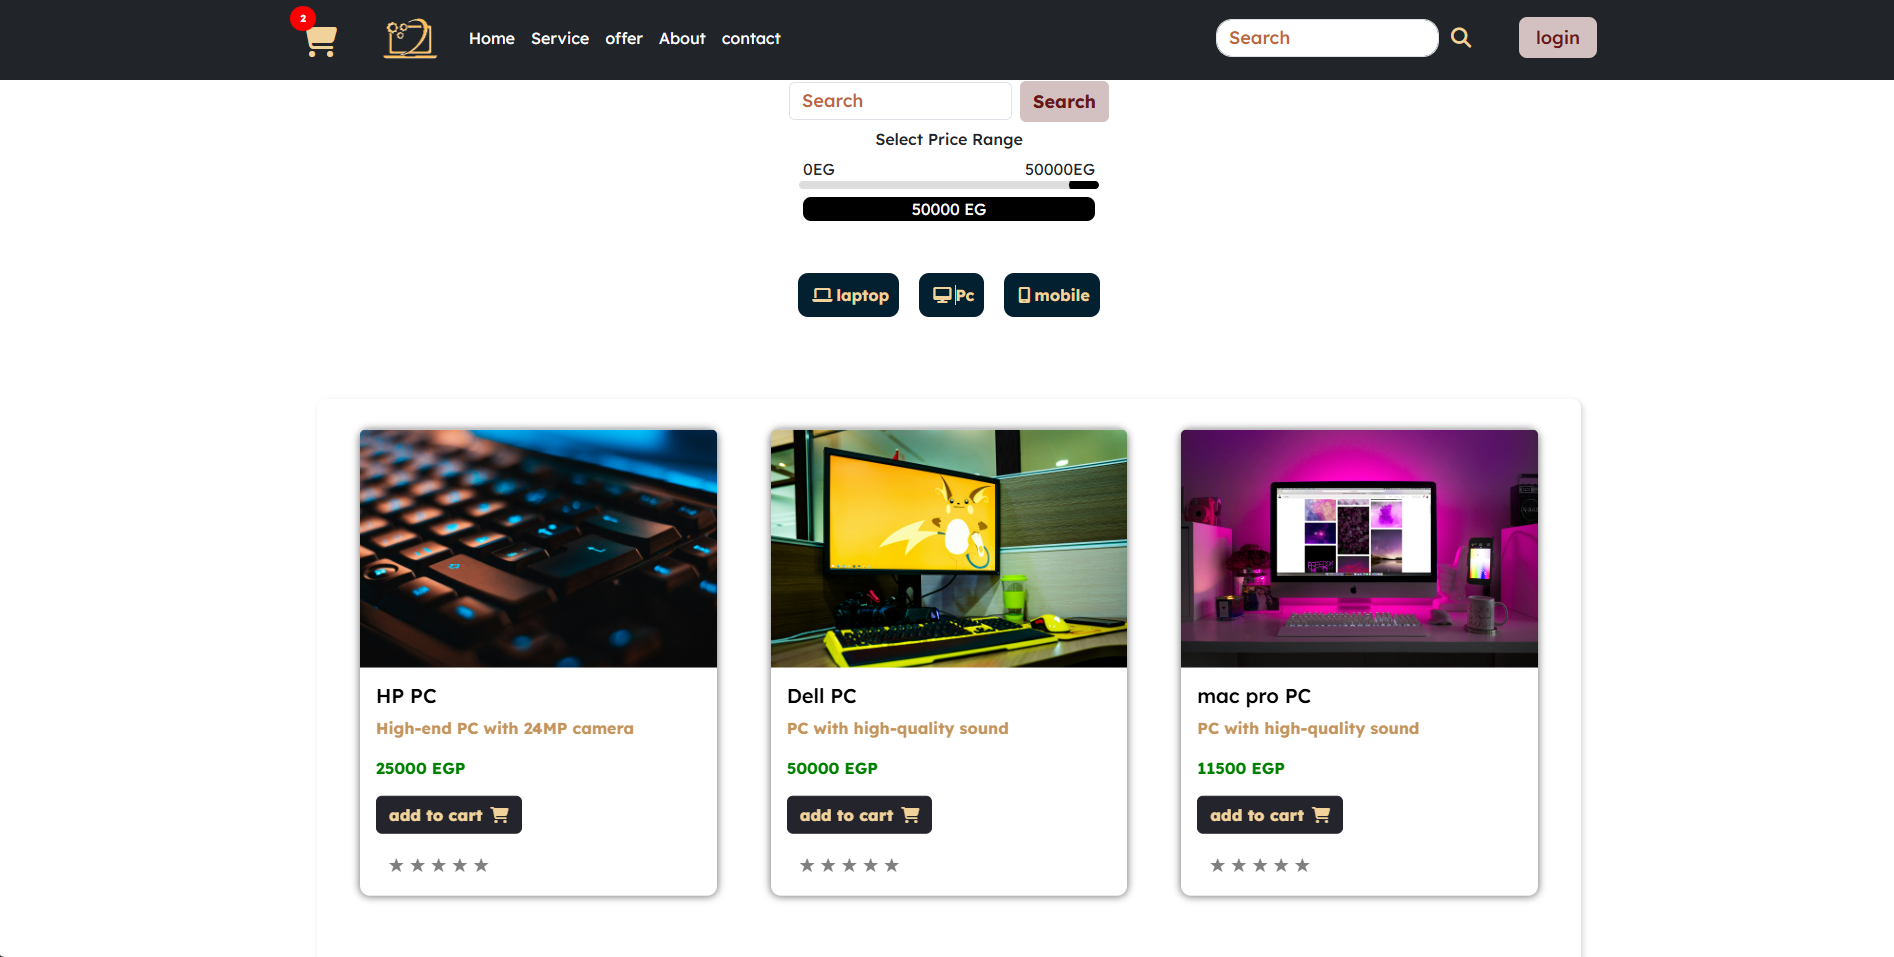 2
Home Service offer About contact
Search
login
Search Search
Select Price Range
0EG 50000EG
50000 EG
laptop Pc mobile
HP PC
High-end PC with 24MP camera
25000 EGP
add to cart
★ ★ ★ ★ ★
Dell PC
PC with high-quality sound
50000 EGP
add to cart
★ ★ ★ ★ ★
mac pro PC
PC with high-quality sound
11500 EGP
add to cart
★ ★ ★ ★ ★